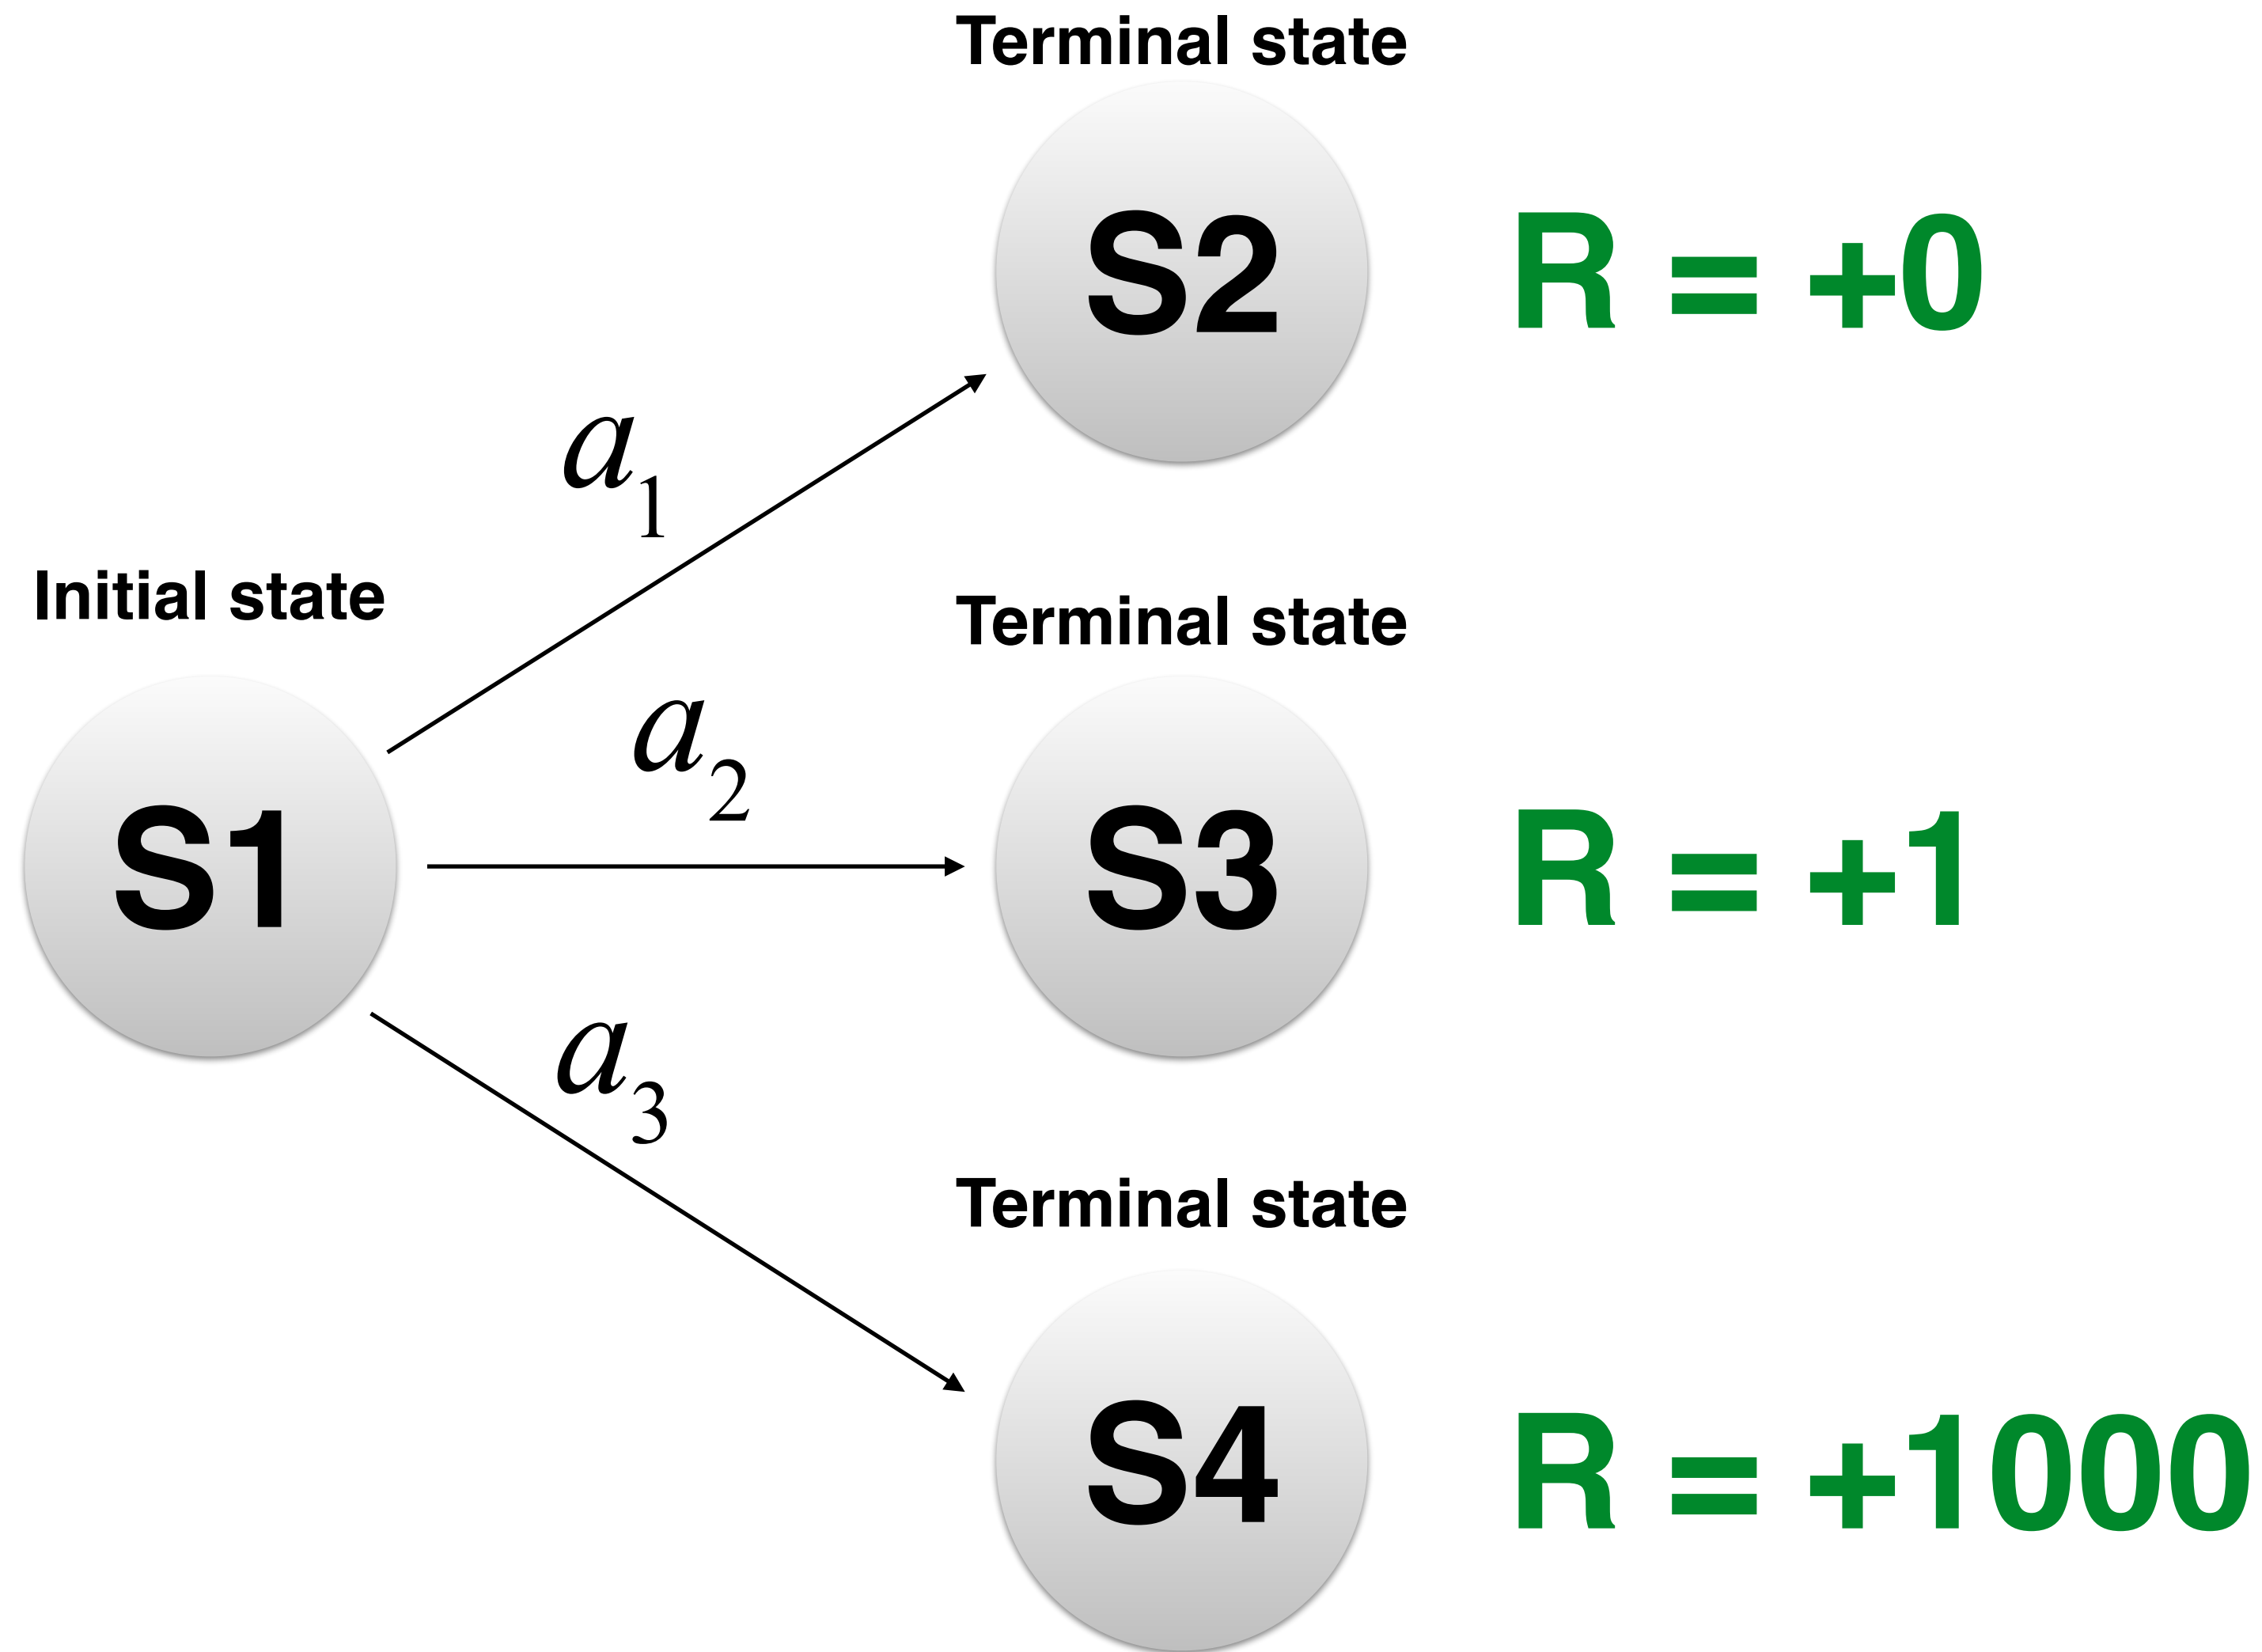 Terminal state
S2
R = +0
a₁
Initial state
Terminal state
a₂
S1
S3
R = +1
a₃
Terminal state
S4
R = +1000